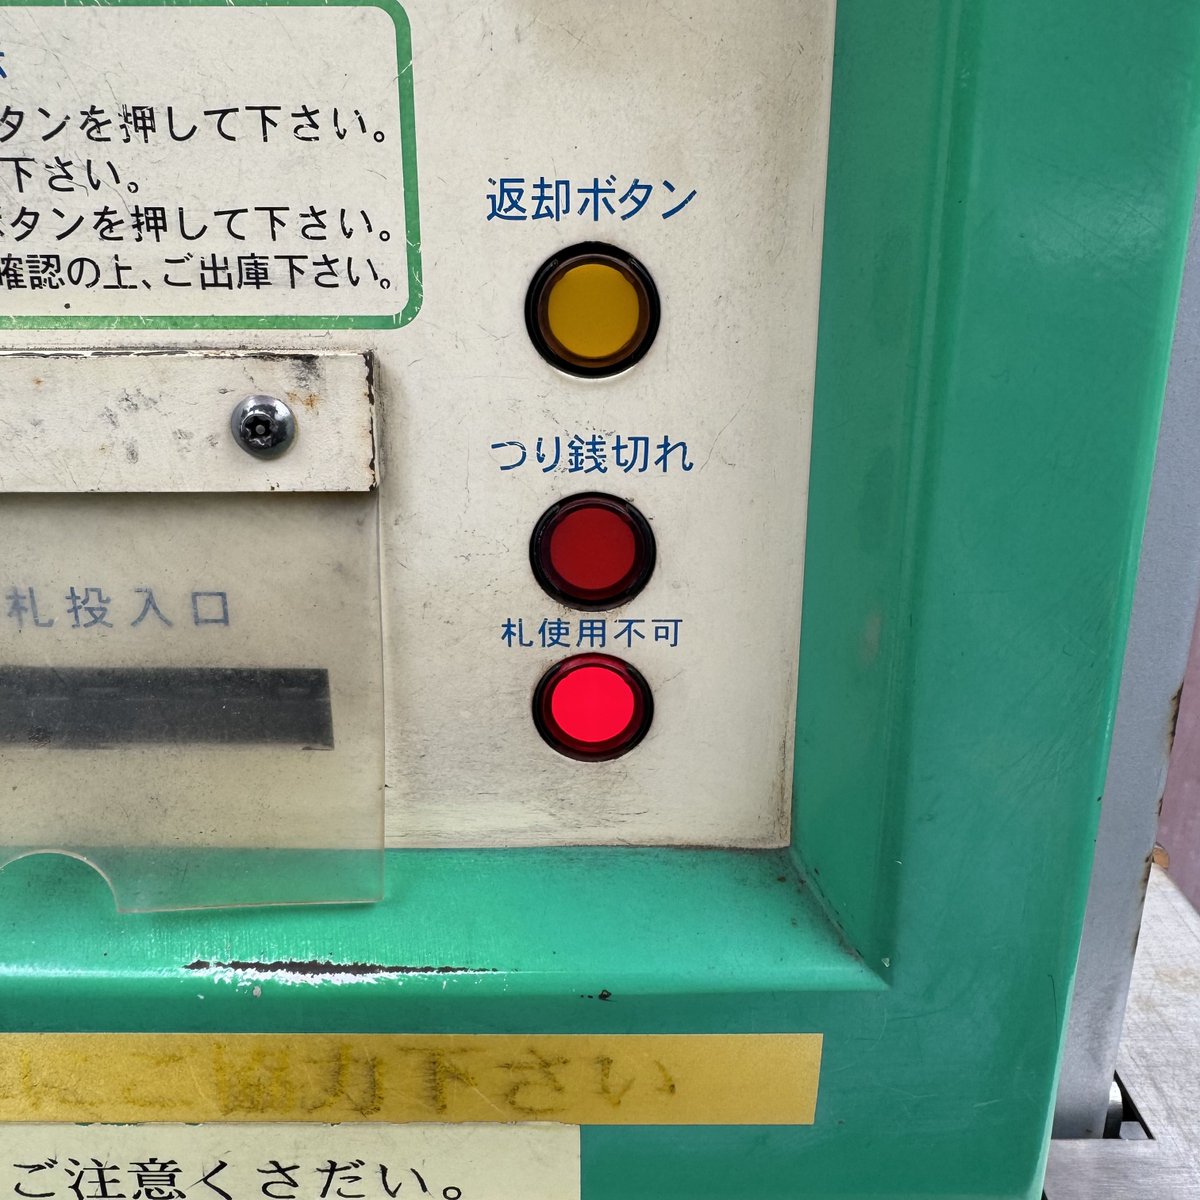 タンを押して下さい。
下さい。
ボタンを押して下さい。
確認の上、ご出庫下さい。
返却ボタン
つり銭切れ
札投入口
札使用不可
ご協力下さい
ご注意ください。